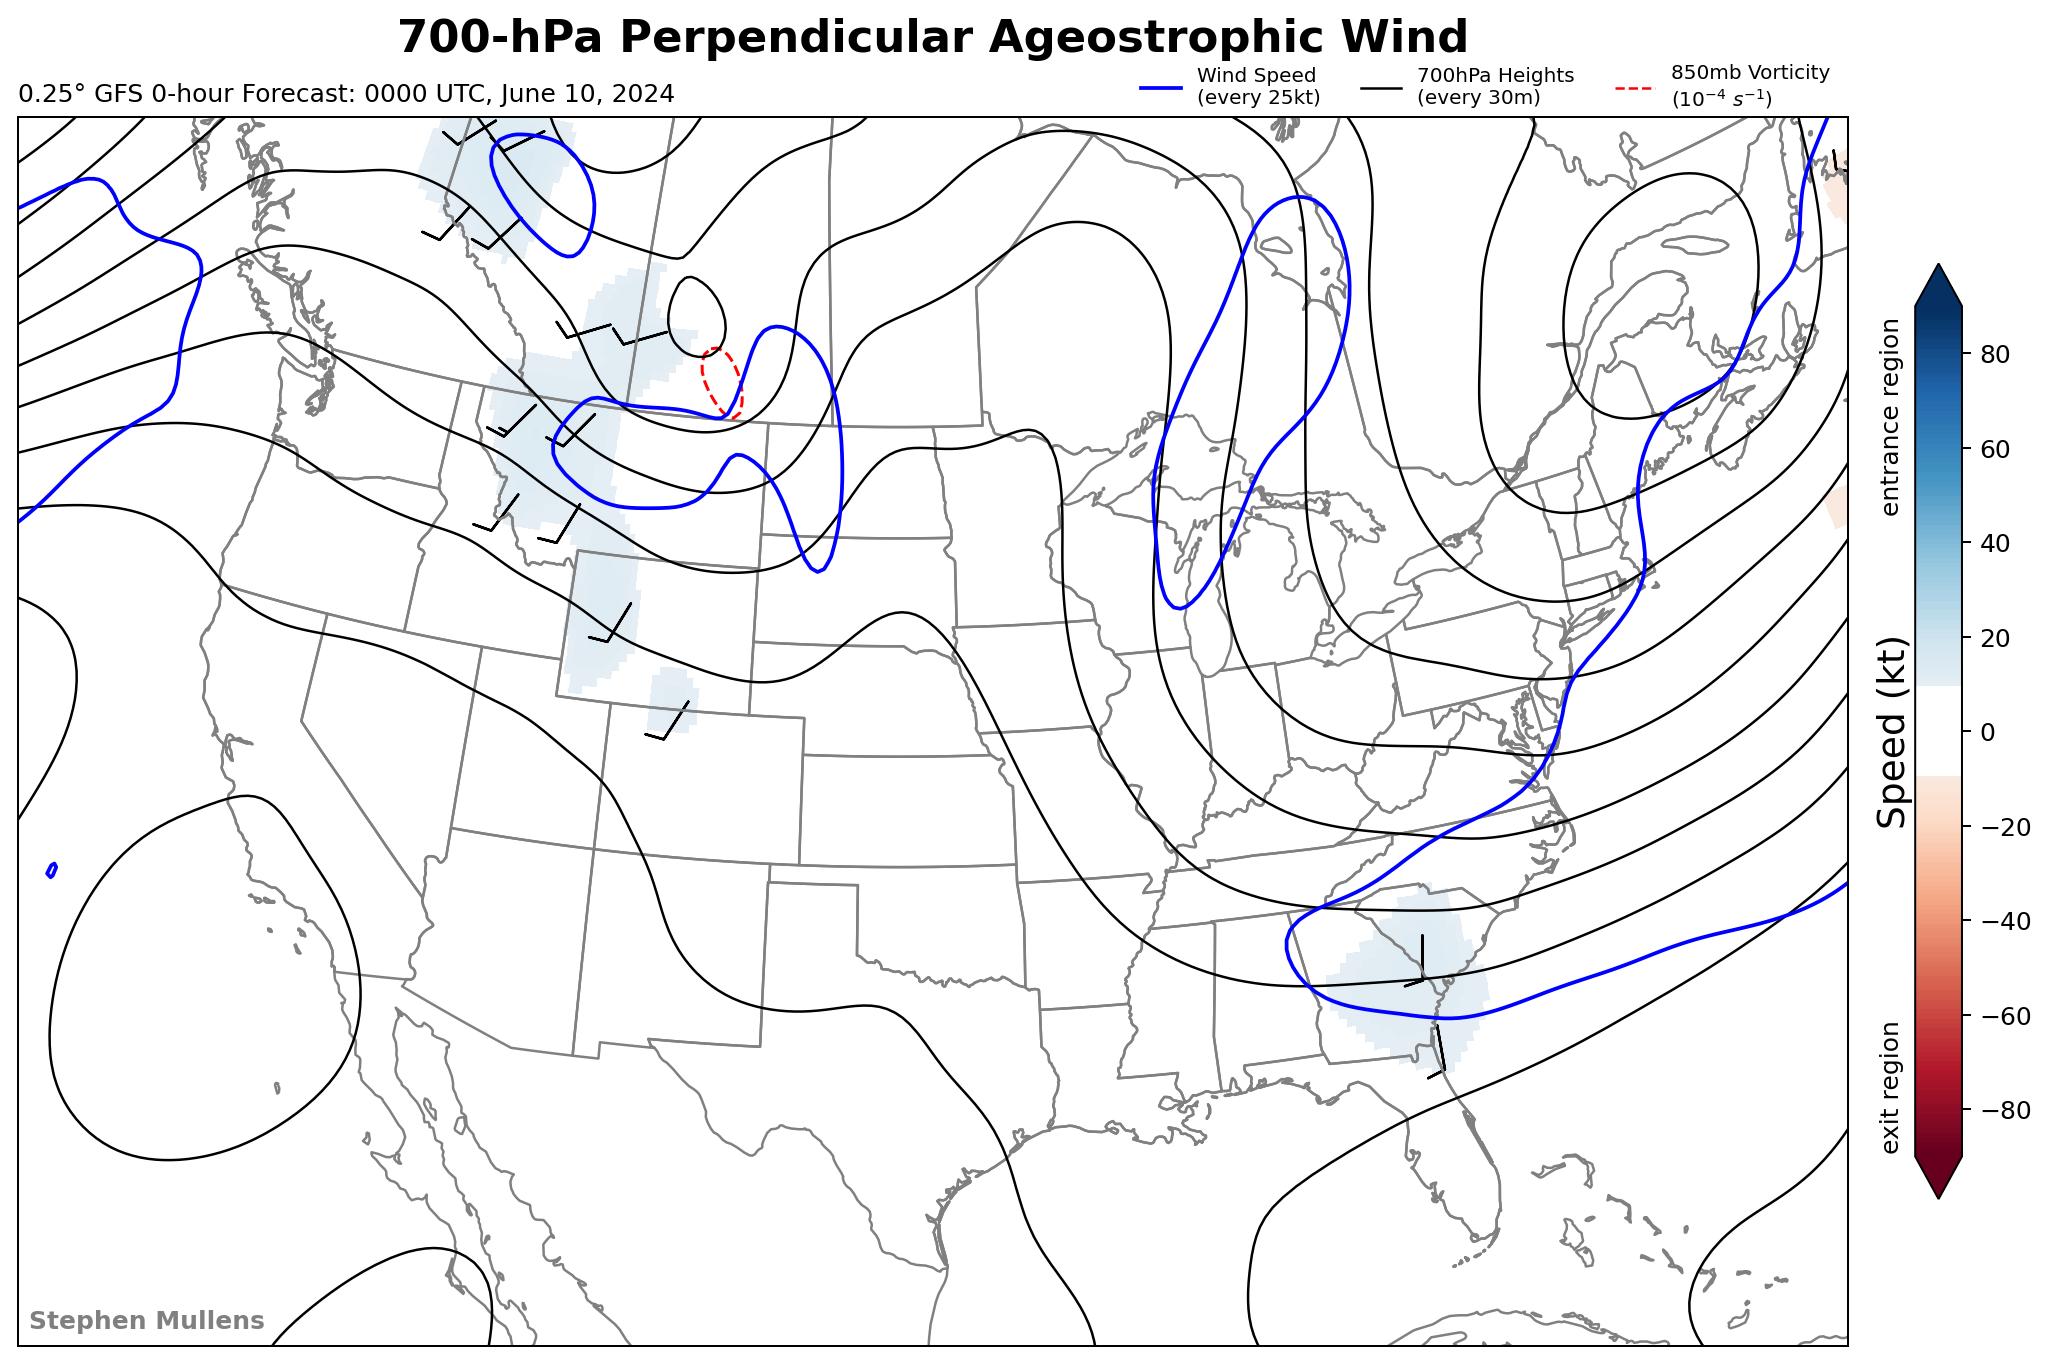 700-hPa Perpendicular Ageostrophic Wind
0.25° GFS 0-hour Forecast: 0000 UTC, June 10, 2024
Wind Speed
(every 25kt)
700hPa Heights
(every 30m)
850mb Vorticity
(10⁻⁴ s⁻¹)
entrance region
Speed (kt)
exit region
80
60
40
20
0
−20
−40
−60
−80
Stephen Mullens